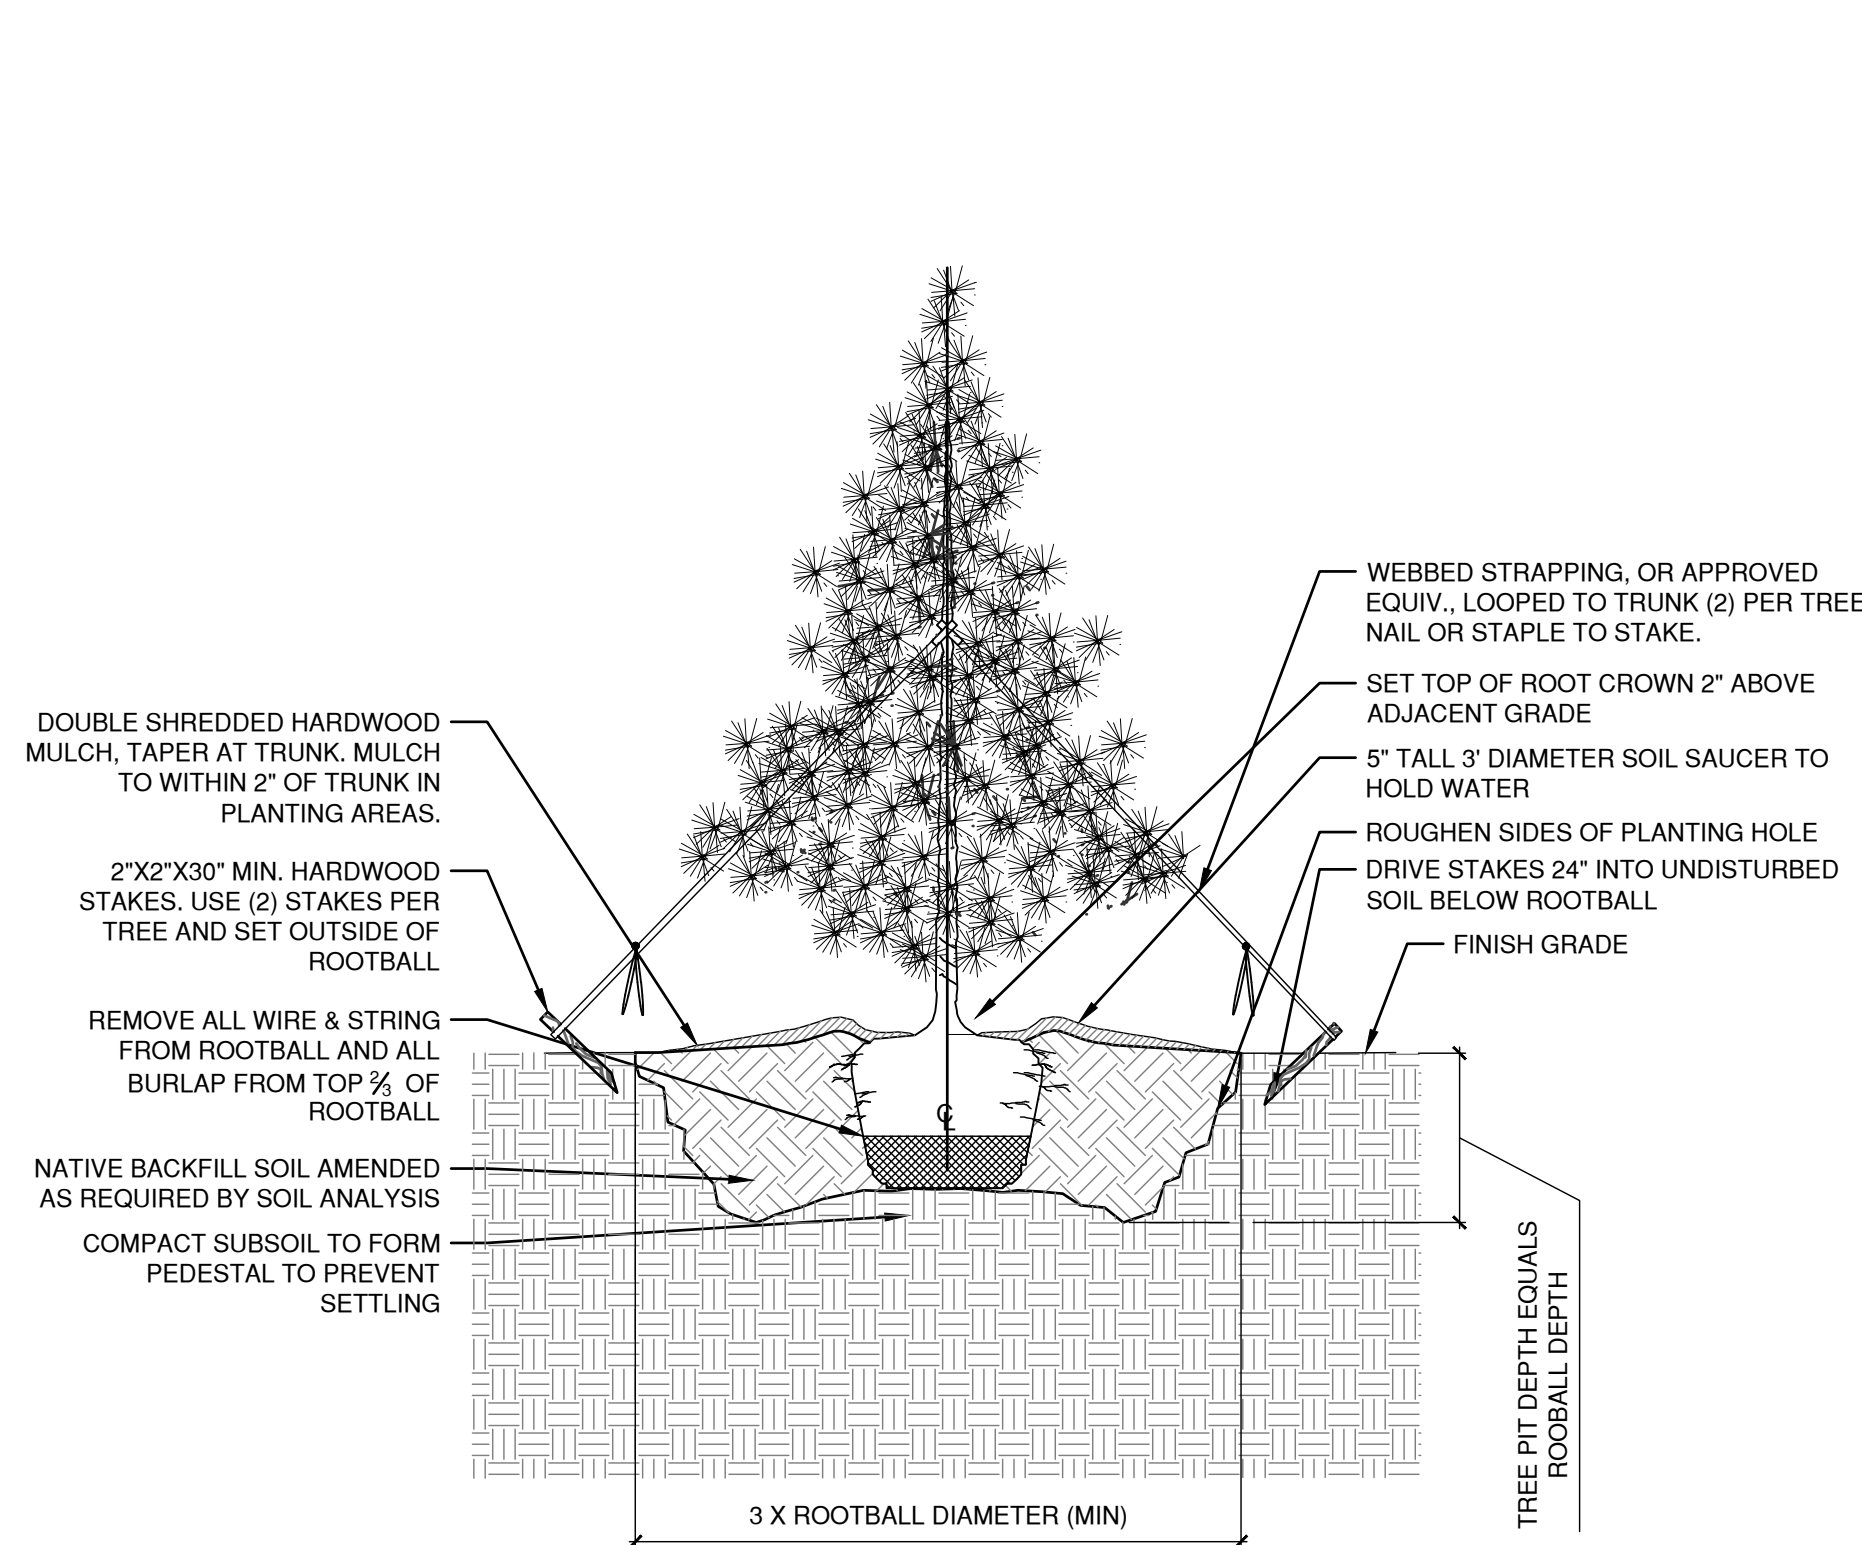 WEBBED STRAPPING, OR APPROVED
EQUIV., LOOPED TO TRUNK (2) PER TREE
NAIL OR STAPLE TO STAKE.
SET TOP OF ROOT CROWN 2" ABOVE
ADJACENT GRADE
5" TALL 3' DIAMETER SOIL SAUCER TO
HOLD WATER
ROUGHEN SIDES OF PLANTING HOLE
DRIVE STAKES 24" INTO UNDISTURBED
SOIL BELOW ROOTBALL
FINISH GRADE
DOUBLE SHREDDED HARDWOOD
MULCH, TAPER AT TRUNK. MULCH
TO WITHIN 2" OF TRUNK IN
PLANTING AREAS.
2"X2"X30" MIN. HARDWOOD
STAKES. USE (2) STAKES PER
TREE AND SET OUTSIDE OF
ROOTBALL
REMOVE ALL WIRE & STRING
FROM ROOTBALL AND ALL
BURLAP FROM TOP 2/3 OF
ROOTBALL
NATIVE BACKFILL SOIL AMENDED
AS REQUIRED BY SOIL ANALYSIS
COMPACT SUBSOIL TO FORM
PEDESTAL TO PREVENT
SETTLING
CL
TREE PIT DEPTH EQUALS
ROOBALL DEPTH
3 X ROOTBALL DIAMETER (MIN)